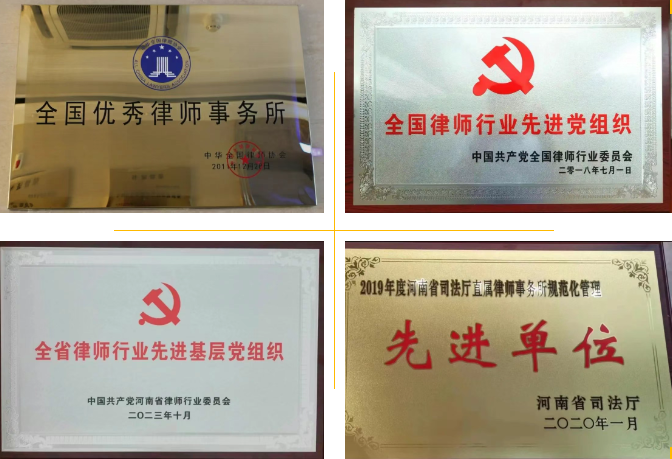 全国优秀律师事务所
中华全国律师协会
全国律师行业先进党组织
中国共产党全国律师行业委员会
二零一八年七月一日
全省律师行业先进基层党组织
中国共产党河南省律师行业委员会
二〇二三年十月
2019年度河南省司法厅直属律师事务所规范化管理
先进单位
河南省司法厅
二〇二〇年一月